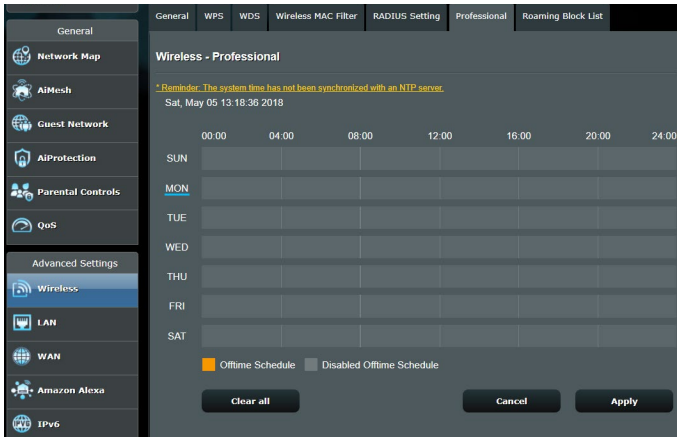 General WPS WDS Wireless MAC Filter RADIUS Setting Professional Roaming Block List
General
Network Map
AiMesh
Guest Network
AiProtection
Parental Controls
QoS
Advanced Settings
Wireless
LAN
WAN
Amazon Alexa
IPv6
Wireless - Professional
* Reminder: The system time has not been synchronized with an NTP server.
Sat, May 05 13:18:36 2018
00:00 04:00 08:00 12:00 16:00 20:00 24:00
SUN
MON
TUE
WED
THU
FRI
SAT
Offtime Schedule Disabled Offtime Schedule
Clear all Cancel Apply